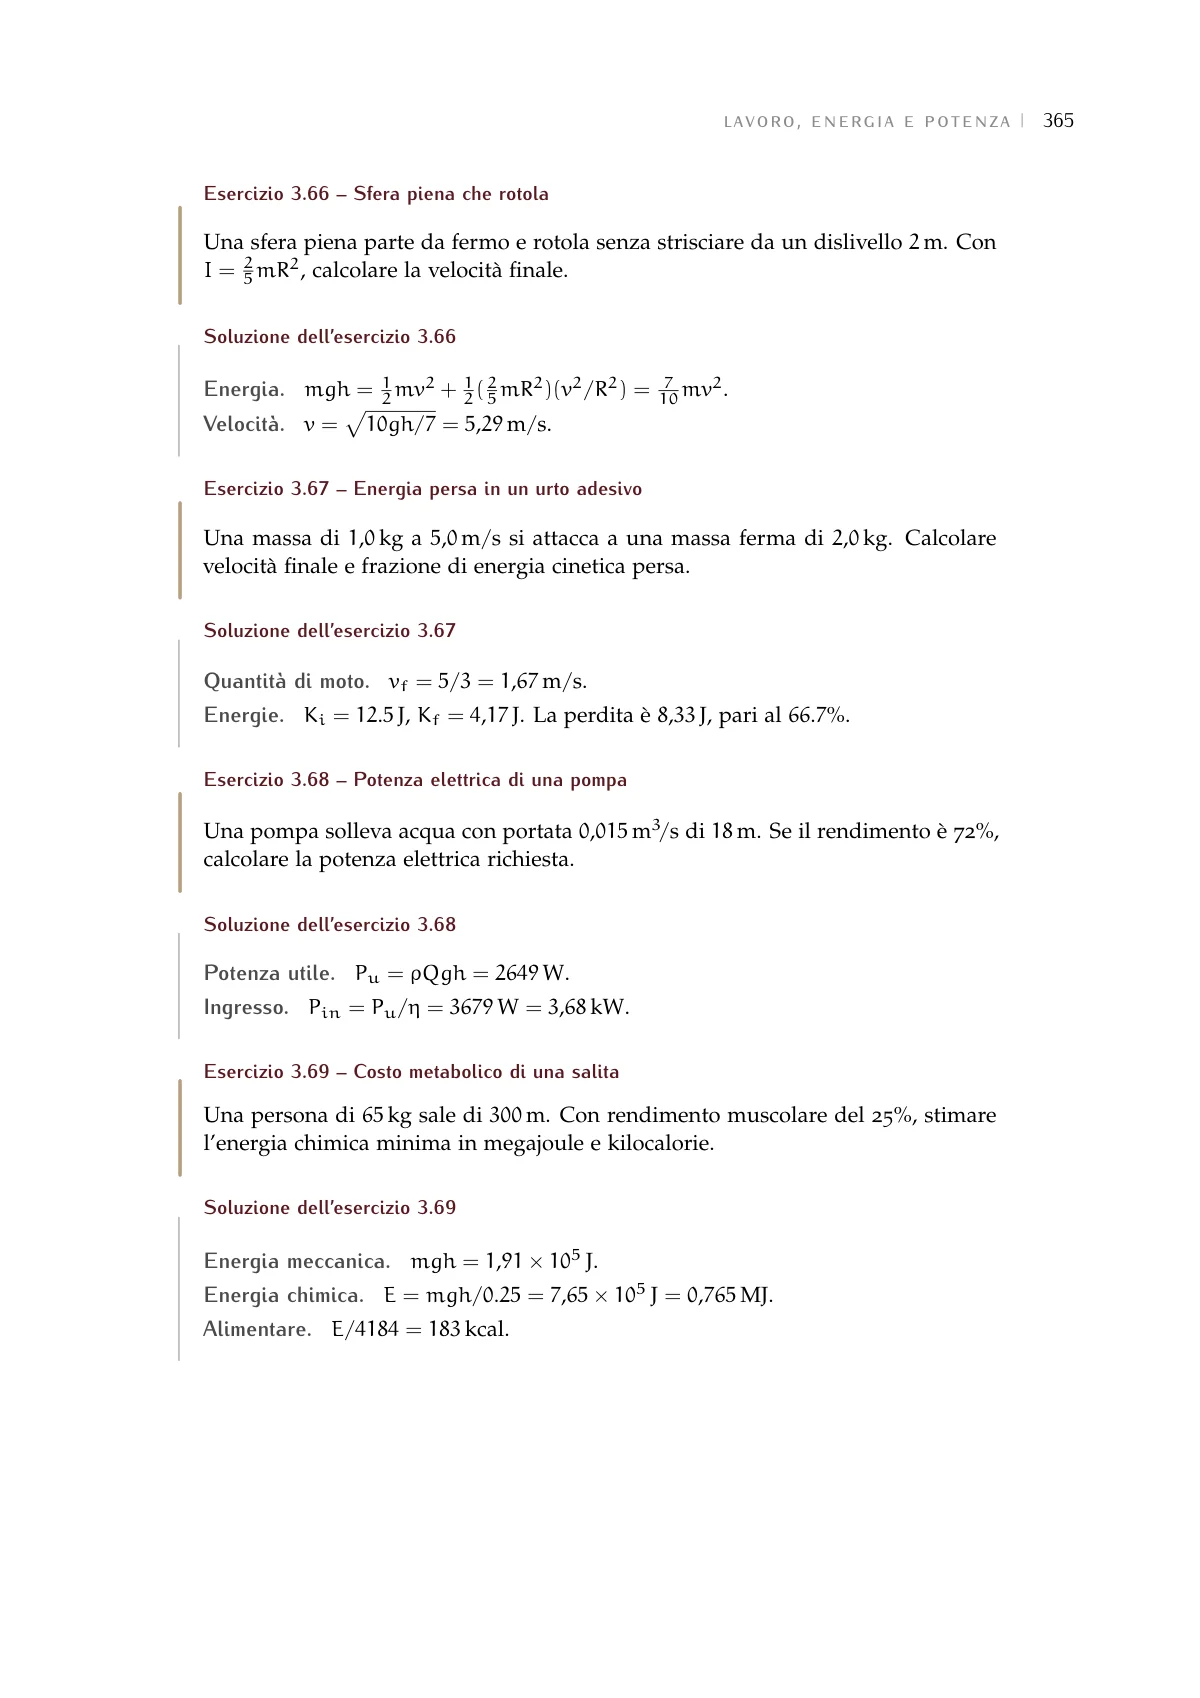 LAVORO, ENERGIA E POTENZA | 365
Esercizio 3.66 – Sfera piena che rotola
Una sfera piena parte da fermo e rotola senza strisciare da un dislivello 2 m. Con
I = 2/5 mR², calcolare la velocità finale.
Soluzione dell'esercizio 3.66
Energia. mgh = 1/2 mv² + 1/2(2/5 mR²)(v²/R²) = 7/10 mv².
Velocità. v = √(10gh/7) = 5,29 m/s.
Esercizio 3.67 – Energia persa in un urto adesivo
Una massa di 1,0 kg a 5,0 m/s si attacca a una massa ferma di 2,0 kg. Calcolare
velocità finale e frazione di energia cinetica persa.
Soluzione dell'esercizio 3.67
Quantità di moto. v_f = 5/3 = 1,67 m/s.
Energie. K_i = 12.5 J, K_f = 4,17 J. La perdita è 8,33 J, pari al 66.7%.
Esercizio 3.68 – Potenza elettrica di una pompa
Una pompa solleva acqua con portata 0,015 m³/s di 18 m. Se il rendimento è 72%,
calcolare la potenza elettrica richiesta.
Soluzione dell'esercizio 3.68
Potenza utile. P_u = ρQgh = 2649 W.
Ingresso. P_in = P_u/η = 3679 W = 3,68 kW.
Esercizio 3.69 – Costo metabolico di una salita
Una persona di 65 kg sale di 300 m. Con rendimento muscolare del 25%, stimare
l'energia chimica minima in megajoule e kilocalorie.
Soluzione dell'esercizio 3.69
Energia meccanica. mgh = 1,91 × 10⁵ J.
Energia chimica. E = mgh/0.25 = 7,65 × 10⁵ J = 0,765 MJ.
Alimentare. E/4184 = 183 kcal.